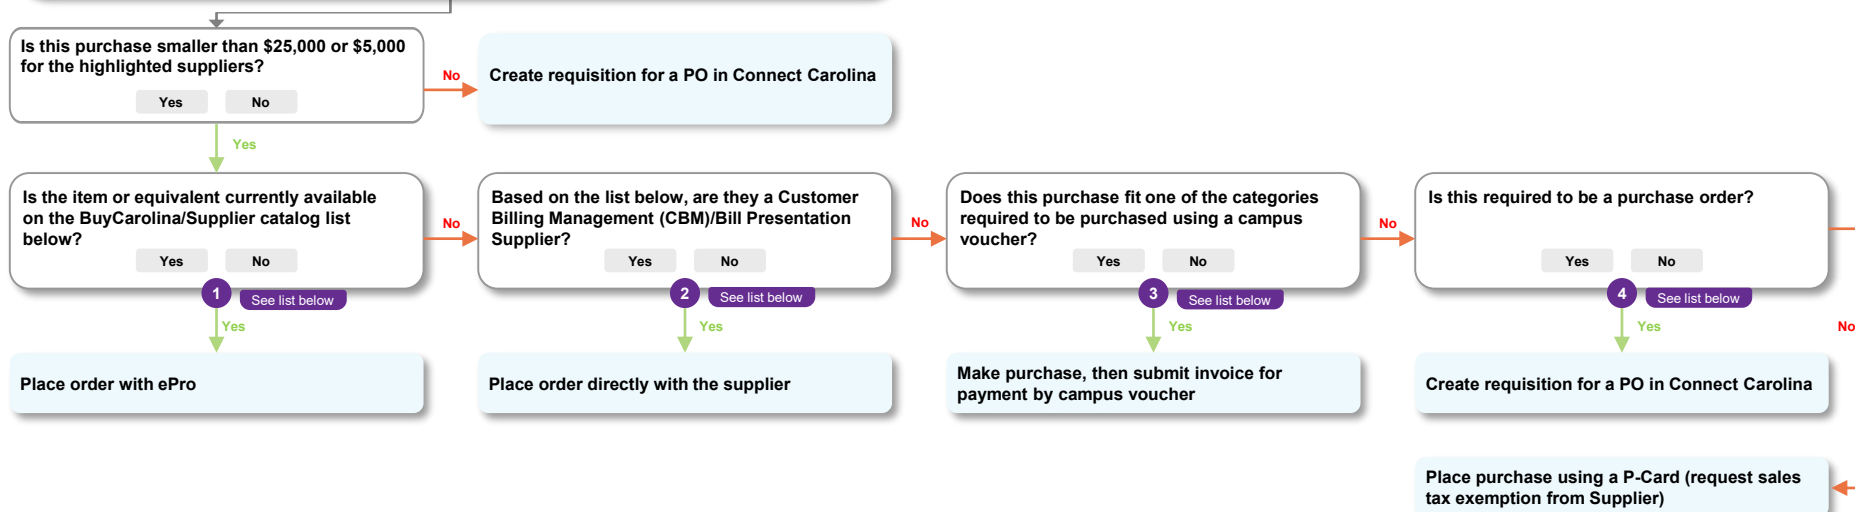 Is this purchase smaller than $25,000 or $5,000
for the highlighted suppliers?
Yes No
No
Create requisition for a PO in Connect Carolina
Yes
Is the item or equivalent currently available
on the BuyCarolina/Supplier catalog list
below?
Yes No
1 See list below
No
Based on the list below, are they a Customer
Billing Management (CBM)/Bill Presentation
Supplier?
Yes No
2 See list below
No
Does this purchase fit one of the categories
required to be purchased using a campus
voucher?
Yes No
3 See list below
No
Is this required to be a purchase order?
Yes No
4 See list below
Yes
Yes
Yes
Yes
No
Place order with ePro
Place order directly with the supplier
Make purchase, then submit invoice for
payment by campus voucher
Create requisition for a PO in Connect Carolina
Place purchase using a P-Card (request sales
tax exemption from Supplier)